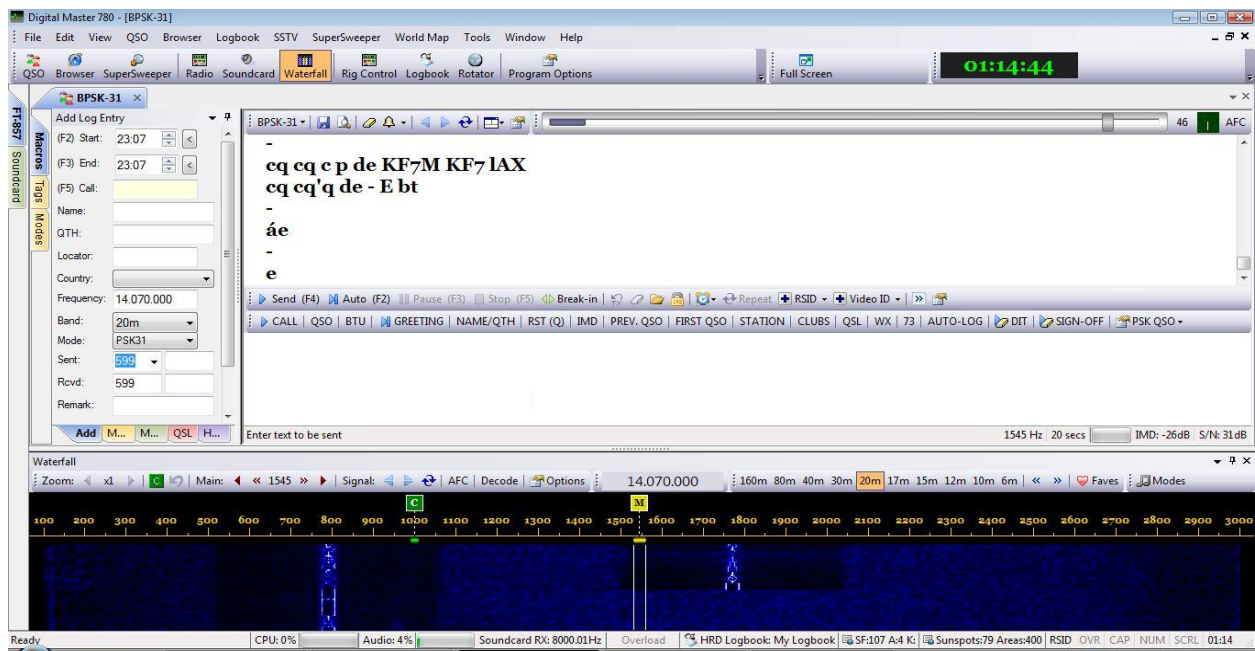 Digital Master 780 - [BPSK-31]
File Edit View QSO Browser Logbook SSTV SuperSweeper World Map Tools Window Help
QSO Browser SuperSweeper Radio Soundcard Waterfall Rig Control Logbook Rotator Program Options Full Screen 01:14:44
BPSK-31
FT-857
Soundcard
Macros
Tags
Modes
Add Log Entry
(F2) Start: 23:07 <
(F3) End: 23:07 <
(F5) Call:
Name:
QTH:
Locator:
Country:
Frequency: 14.070.000
Band: 20m
Mode: PSK31
Sent: 599
Rcvd: 599
Remark:
Add M... M... QSL H...
BPSK-31 46 AFC
-
cq cq c p de KF7M KF7 lAX
cq cq'q de - E bt
-
áe
-
e
Send (F4) Auto (F2) Pause (F3) Stop (F5) Break-in Repeat RSID Video ID
CALL QSO BTU GREETING NAME/QTH RST (Q) IMD PREV. QSO FIRST QSO STATION CLUBS QSL WX 73 AUTO-LOG DIT SIGN-OFF PSK QSO
Enter text to be sent 1545 Hz 20 secs IMD: -26dB S/N: 31dB
Waterfall
Zoom: x1 C Main: « 1545 » Signal: AFC Decode Options 14.070.000 160m 80m 40m 30m 20m 17m 15m 12m 10m 6m « » Faves Modes
C M
100 200 300 400 500 600 700 800 900 1000 1100 1200 1300 1400 1500 1600 1700 1800 1900 2000 2100 2200 2300 2400 2500 2600 2700 2800 2900 3000
Ready CPU: 0% Audio: 4% Soundcard RX: 8000.01Hz Overload HRD Logbook: My Logbook SF:107 A:4 K: Sunspots:79 Areas:400 RSID OVR CAP NUM SCRL 01:14